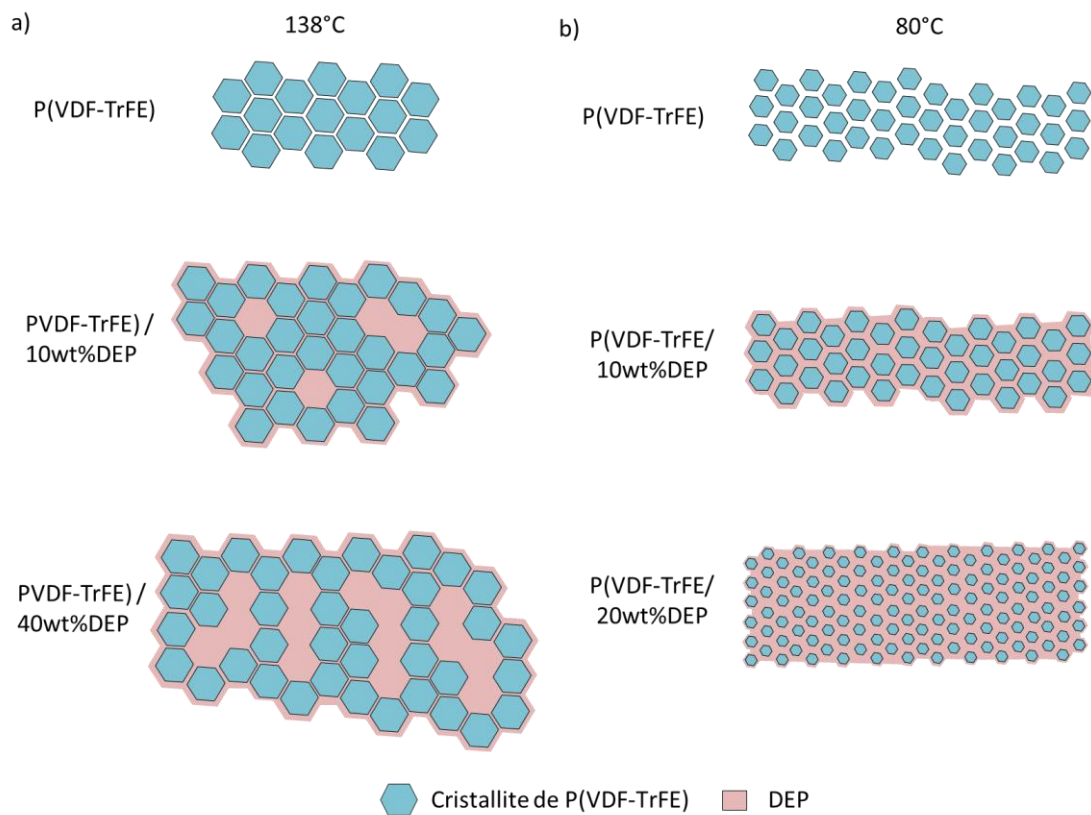 a)
138°C
P(VDF-TrFE)
PVDF-TrFE) /
10wt%DEP
PVDF-TrFE) /
40wt%DEP
b)
80°C
P(VDF-TrFE)
P(VDF-TrFE/
10wt%DEP
P(VDF-TrFE/
20wt%DEP
Cristallite de P(VDF-TrFE)
DEP